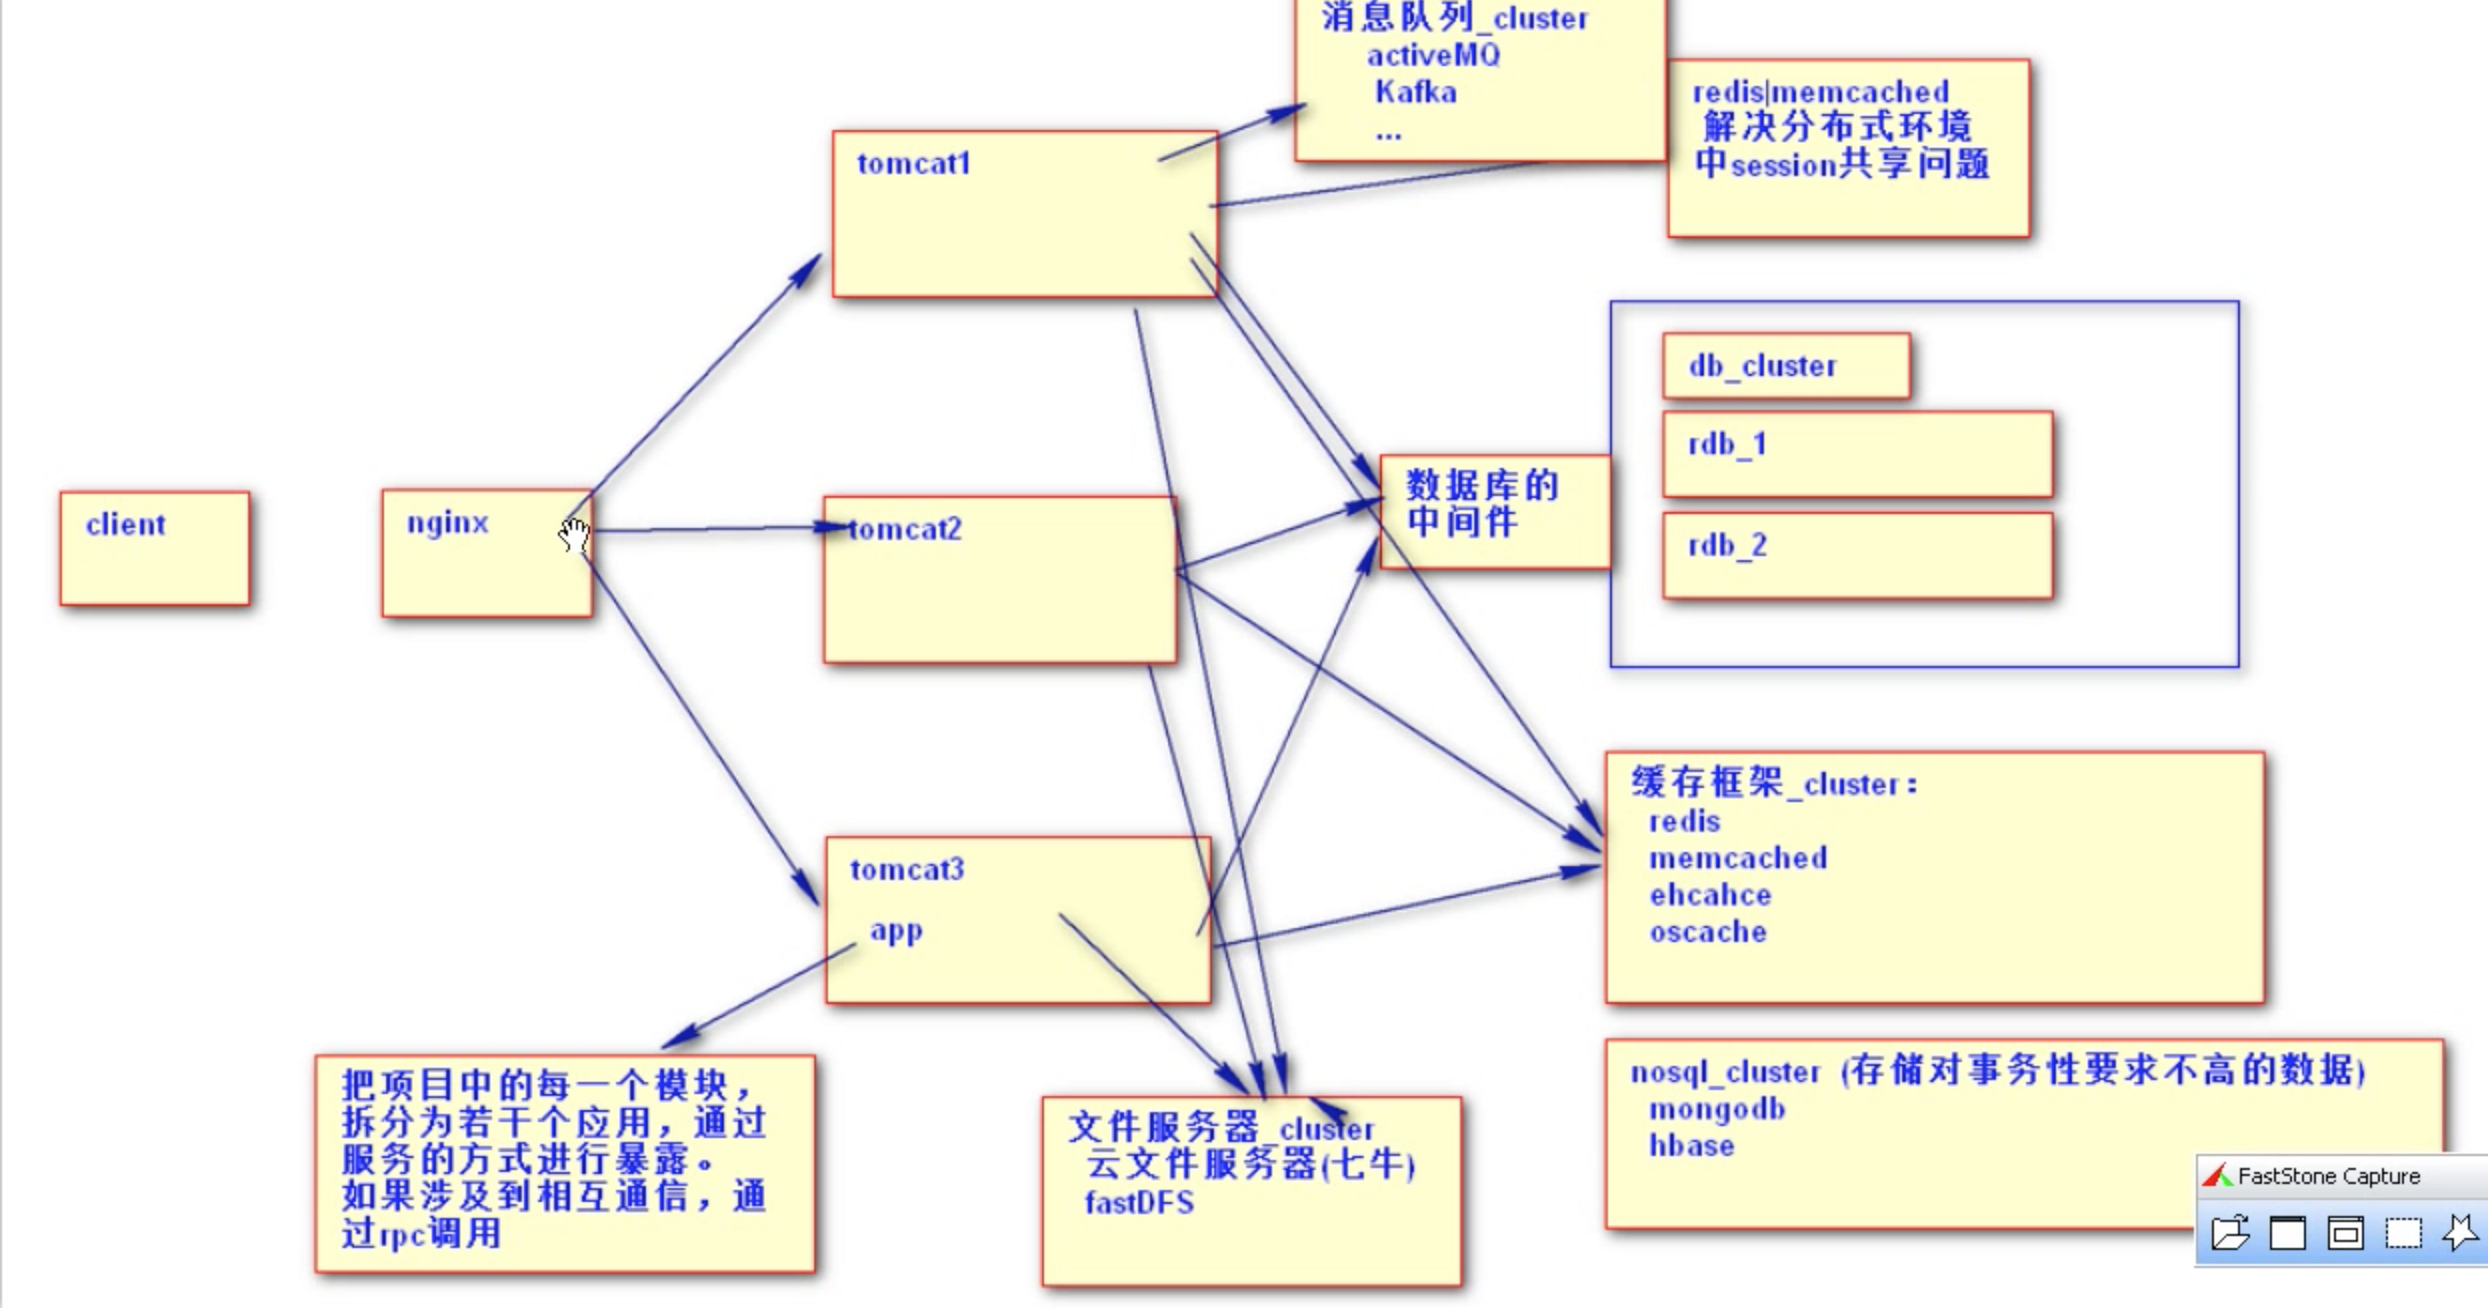 消息队列_cluster
activeMQ
Kafka
...
redis|memcached
解决分布式环境
中session共享问题
tomcat1
db_cluster
rdb_1
数据库的
中间件
client
nginx
tomcat2
rdb_2
缓存框架_cluster：
redis
memcached
ehcahce
oscache
tomcat3
app
nosql_cluster (存储对事务性要求不高的数据)
mongodb
hbase
把项目中的每一个模块，
拆分为若干个应用，通过
服务的方式进行暴露。
如果涉及到相互通信，通
过rpc调用
文件服务器_cluster
云文件服务器(七牛)
fastDFS
FastStone Capture